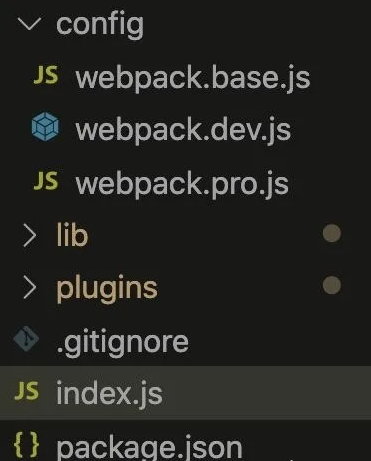 config
JS webpack.base.js
webpack.dev.js
JS webpack.pro.js
lib
plugins
.gitignore
JS index.js
{} package.json